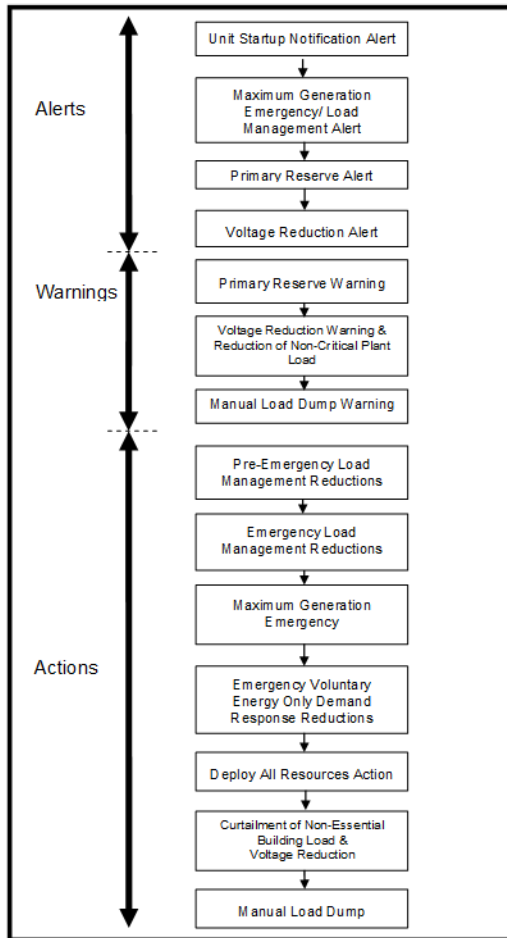 Alerts
Unit Startup Notification Alert
Maximum Generation
Emergency/ Load
Management Alert
Primary Reserve Alert
Voltage Reduction Alert
Warnings
Primary Reserve Warning
Voltage Reduction Warning &
Reduction of Non-Critical Plant
Load
Manual Load Dump Warning
Actions
Pre-Emergency Load
Management Reductions
Emergency Load
Management Reductions
Maximum Generation
Emergency
Emergency Voluntary
Energy Only Demand
Response Reductions
Deploy All Resources Action
Curtailment of Non-Essential
Building Load &
Voltage Reduction
Manual Load Dump